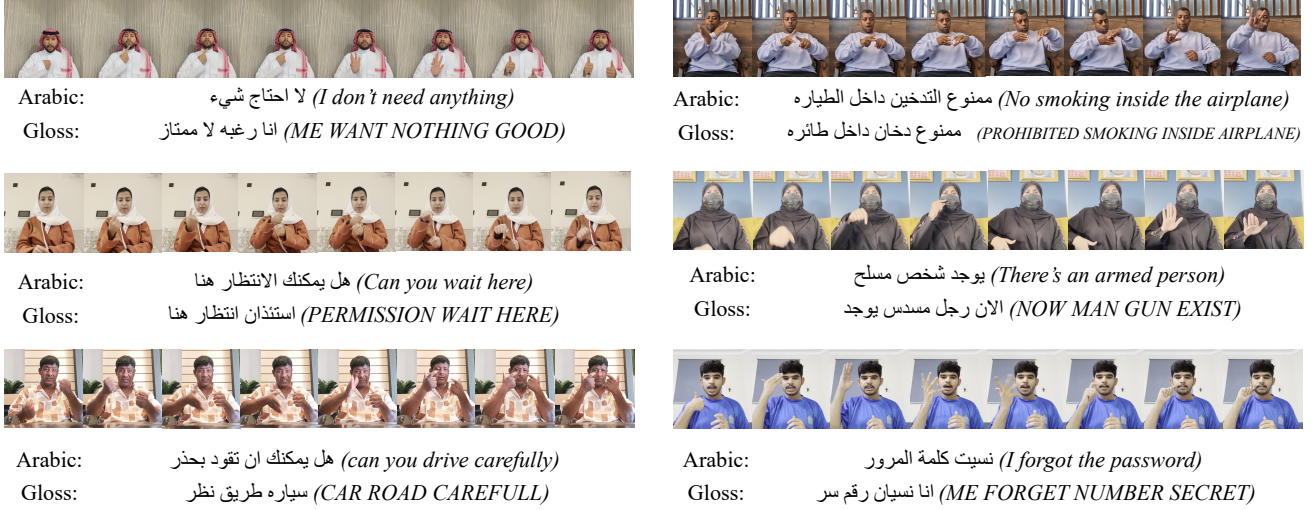 Arabic: لا احتاج شيء (I don't need anything)
Gloss: انا رغبه لا ممتاز (ME WANT NOTHING GOOD)
Arabic: ممنوع التدخين داخل الطياره (No smoking inside the airplane)
Gloss: ممنوع دخان داخل طائره (PROHIBITED SMOKING INSIDE AIRPLANE)
Arabic: هل يمكنك الانتظار هنا (Can you wait here)
Gloss: استئذان انتظار هنا (PERMISSION WAIT HERE)
Arabic: يوجد شخص مسلح (There's an armed person)
Gloss: الان رجل مسدس يوجد (NOW MAN GUN EXIST)
Arabic: هل يمكنك ان تقود بحذر (can you drive carefully)
Gloss: سياره طريق نظر (CAR ROAD CAREFULL)
Arabic: نسيت كلمة المرور (I forgot the password)
Gloss: انا نسيان رقم سر (ME FORGET NUMBER SECRET)